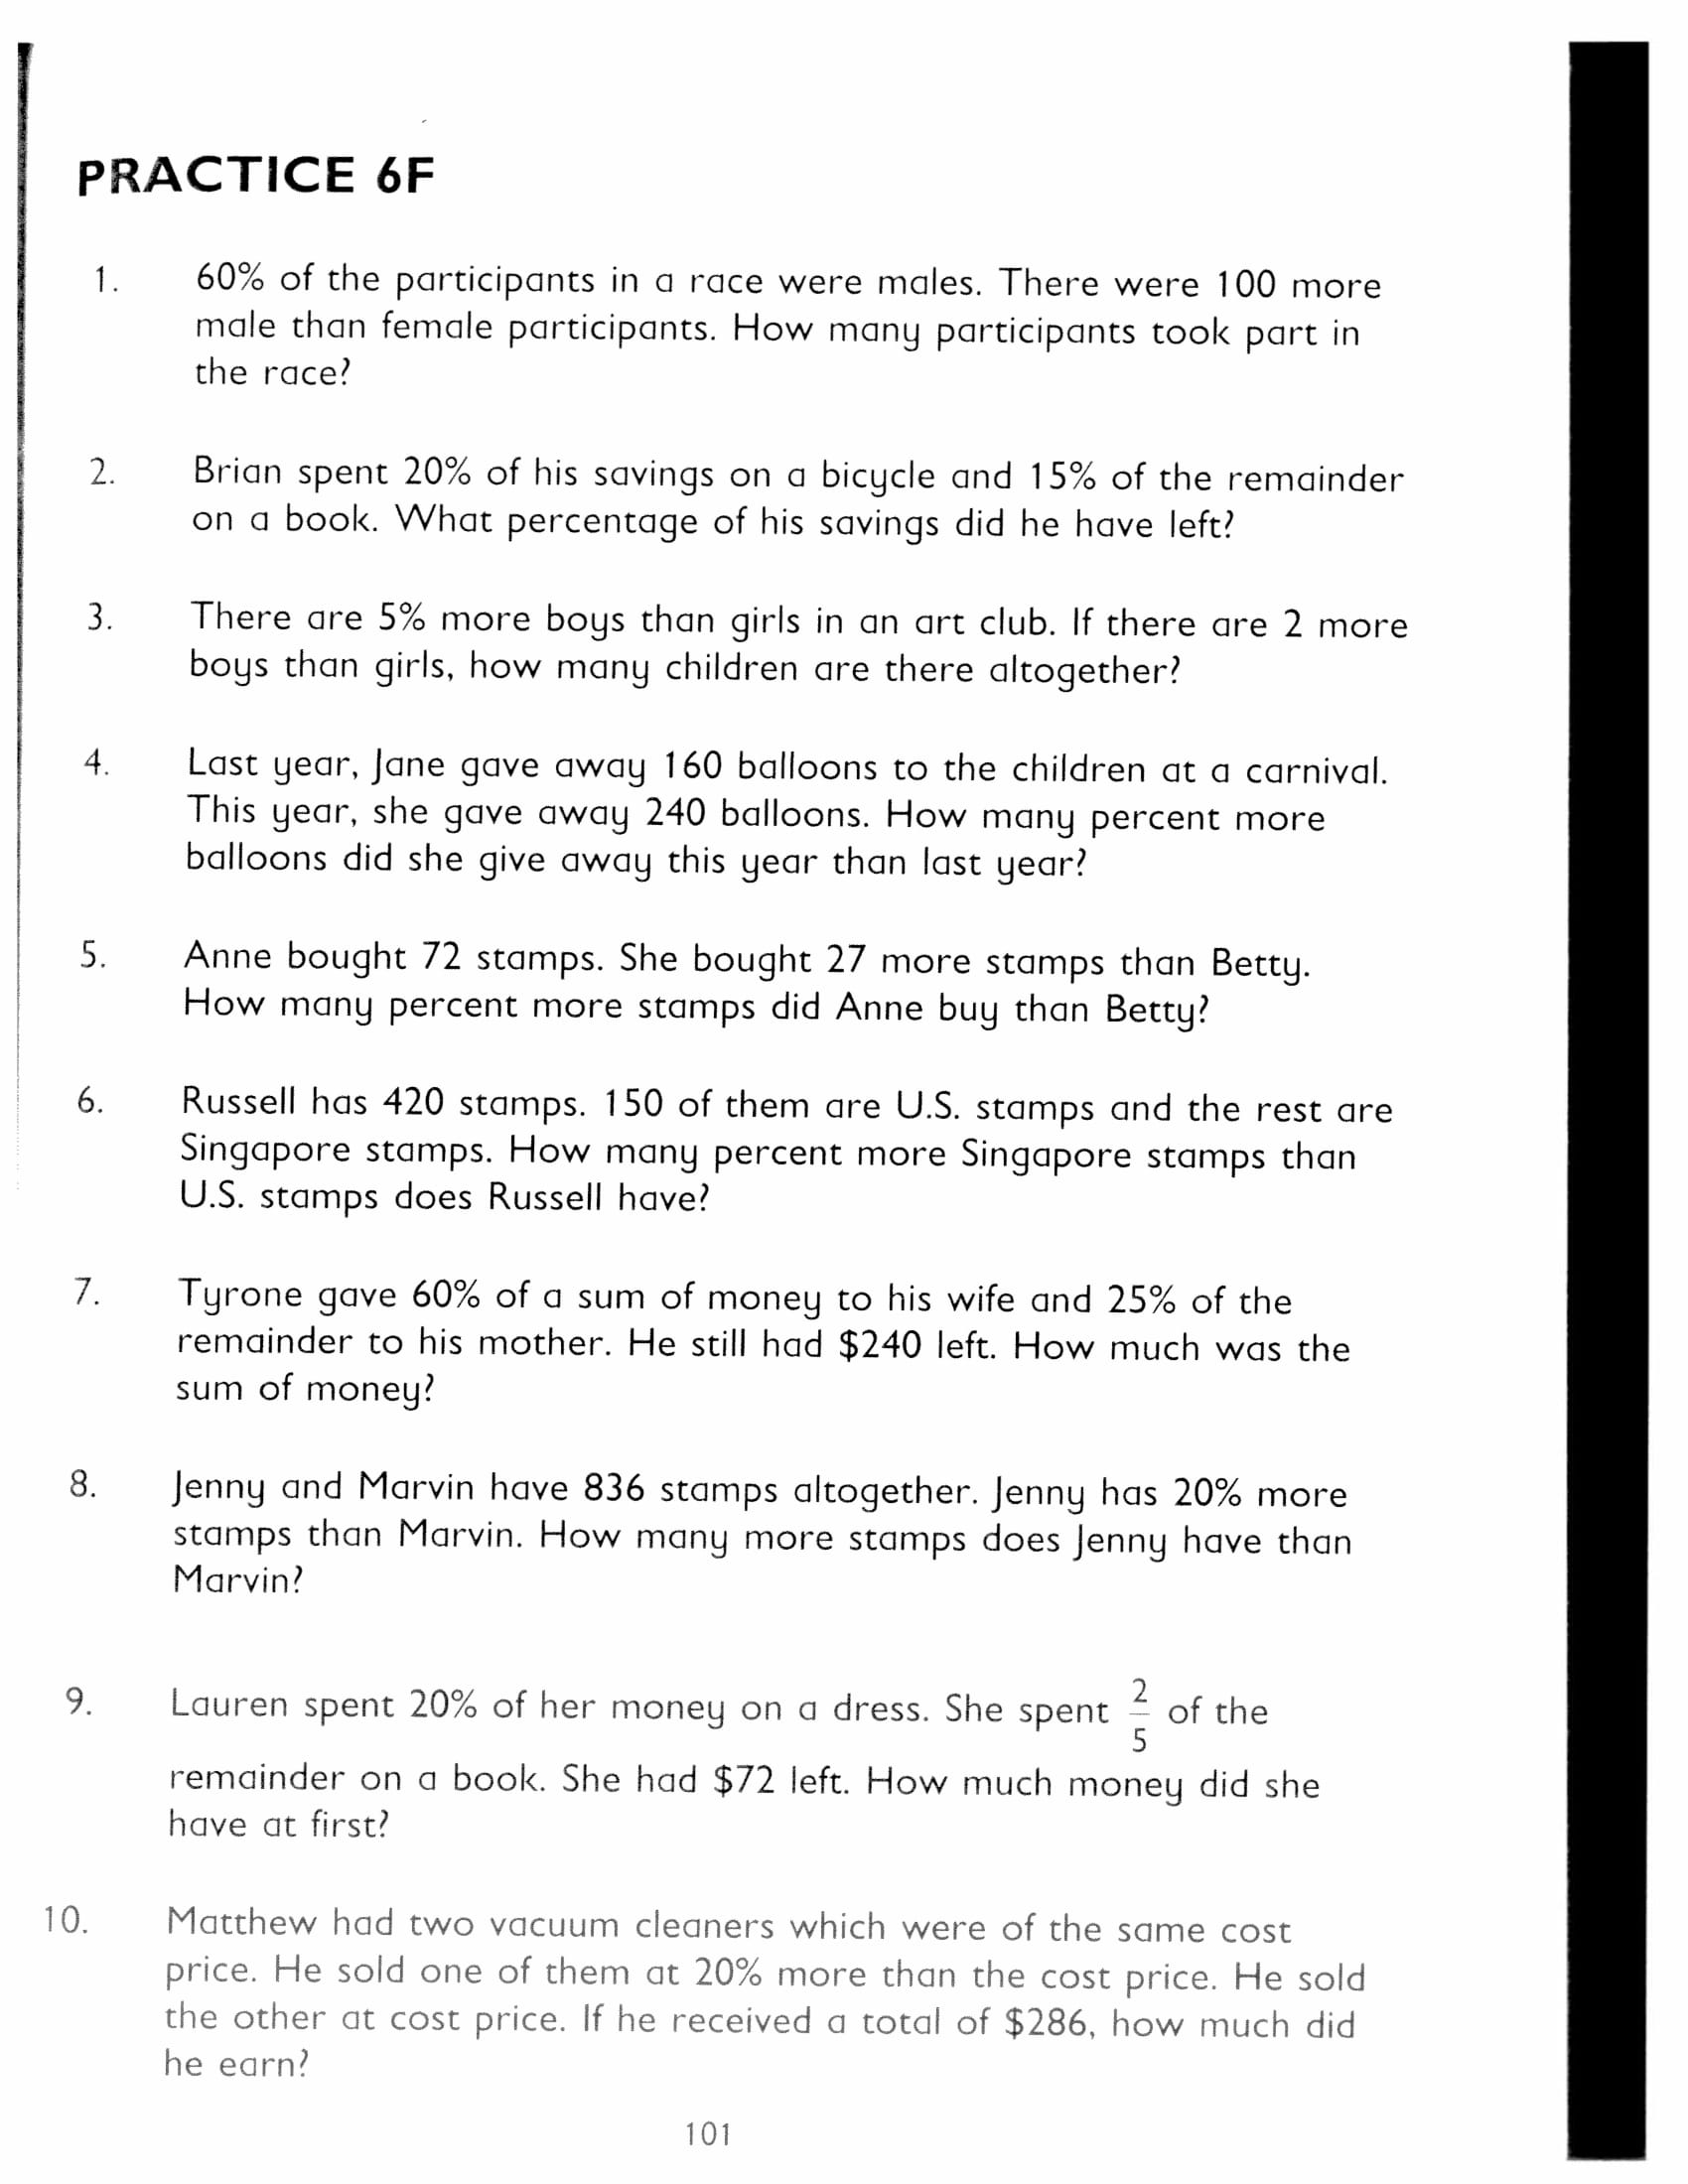 PRACTICE 6F
1. 60% of the participants in a race were males. There were 100 more
male than female participants. How many participants took part in
the race?
2. Brian spent 20% of his savings on a bicycle and 15% of the remainder
on a book. What percentage of his savings did he have left?
3. There are 5% more boys than girls in an art club. If there are 2 more
boys than girls, how many children are there altogether?
4. Last year, Jane gave away 160 balloons to the children at a carnival.
This year, she gave away 240 balloons. How many percent more
balloons did she give away this year than last year?
5. Anne bought 72 stamps. She bought 27 more stamps than Betty.
How many percent more stamps did Anne buy than Betty?
6. Russell has 420 stamps. 150 of them are U.S. stamps and the rest are
Singapore stamps. How many percent more Singapore stamps than
U.S. stamps does Russell have?
7. Tyrone gave 60% of a sum of money to his wife and 25% of the
remainder to his mother. He still had $240 left. How much was the
sum of money?
8. Jenny and Marvin have 836 stamps altogether. Jenny has 20% more
stamps than Marvin. How many more stamps does Jenny have than
Marvin?
9. Lauren spent 20% of her money on a dress. She spent 2/5 of the
remainder on a book. She had $72 left. How much money did she
have at first?
10. Matthew had two vacuum cleaners which were of the same cost
price. He sold one of them at 20% more than the cost price. He sold
the other at cost price. If he received a total of $286, how much did
he earn?
101